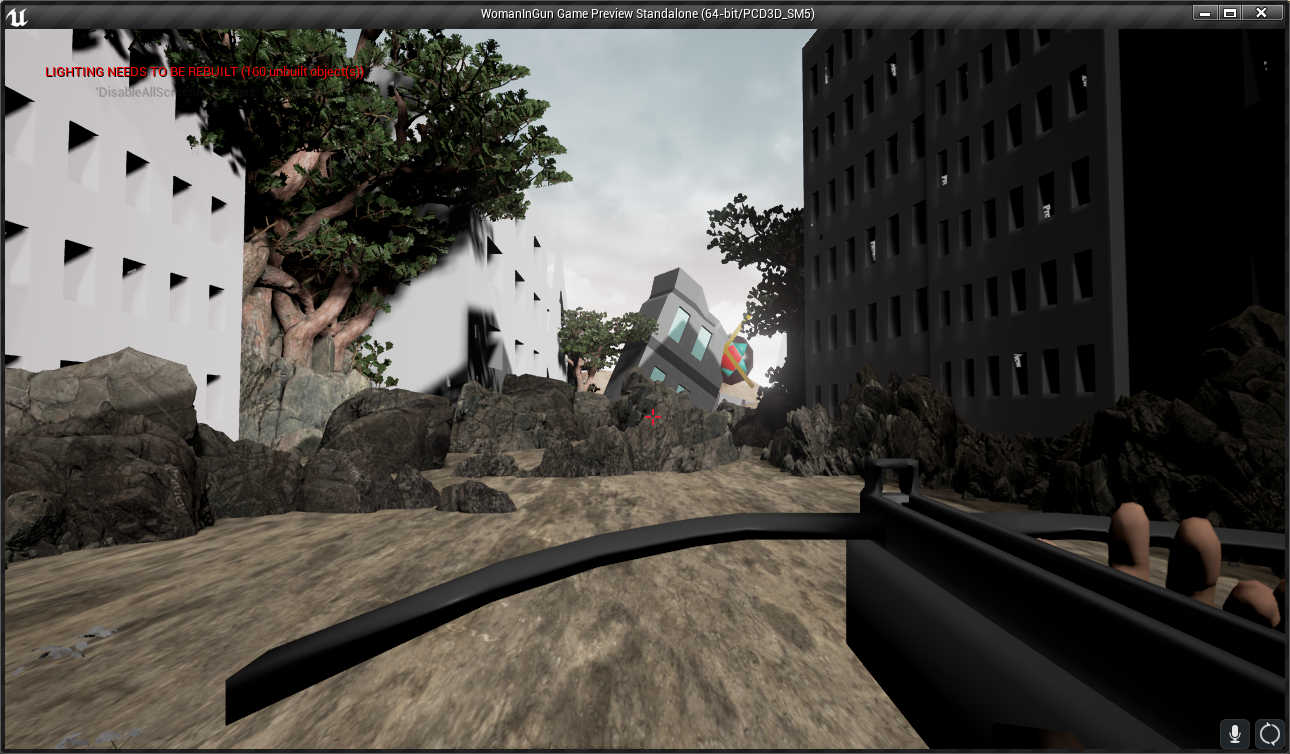 WomanInGun Game Preview Standalone (64-bit/PCD3D_SM5)
LIGHTING NEEDS TO BE REBUILT (160 unbuilt object(s))
'DisableAllScreen